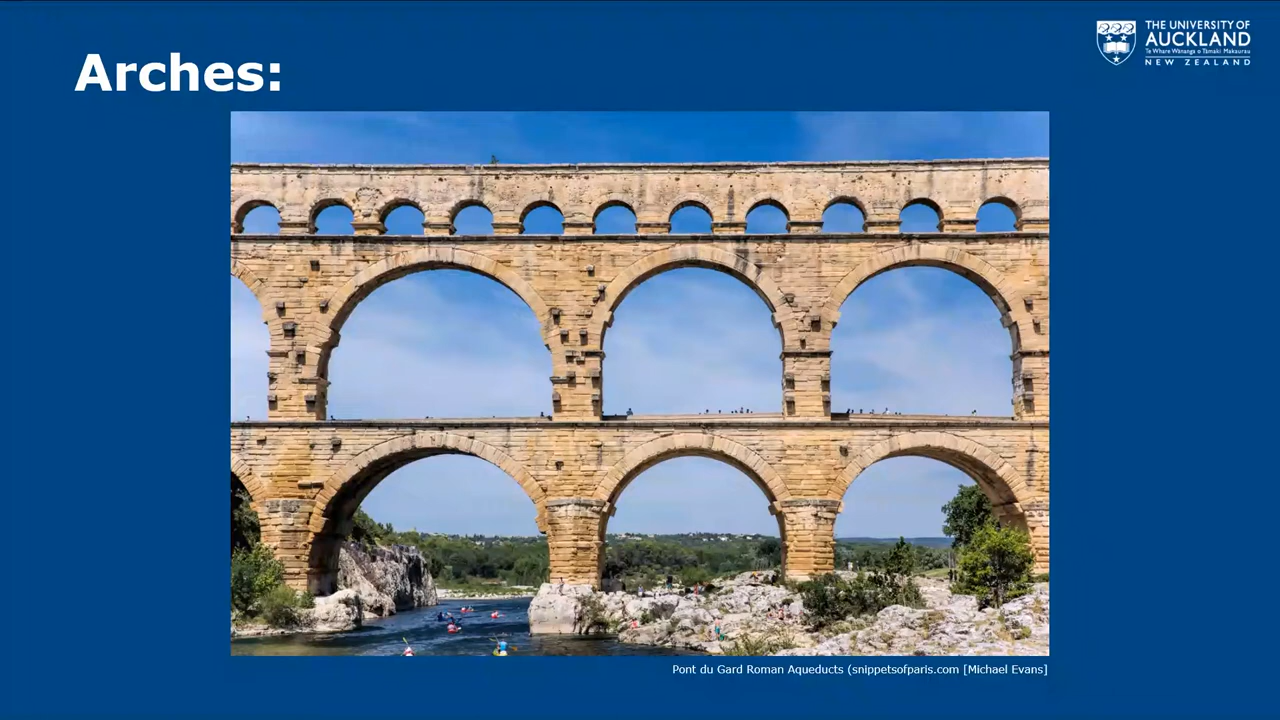 THE UNIVERSITY OF
AUCKLAND
Te Whare Wānanga o Tāmaki Makaurau
NEW ZEALAND
Arches:
Pont du Gard Roman Aqueducts (snippetsofparis.com [Michael Evans]